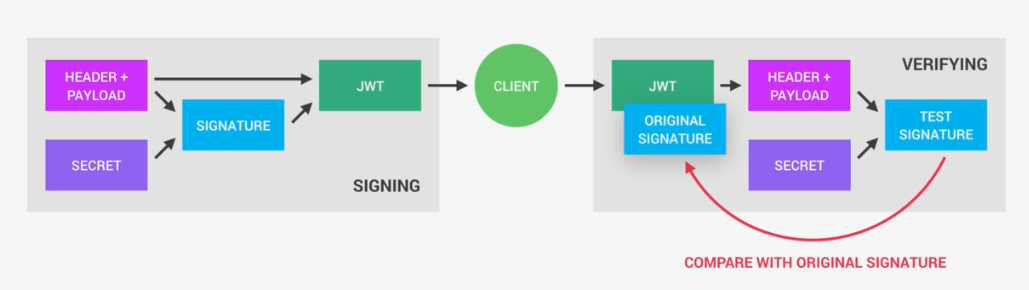 HEADER +
PAYLOAD
SIGNATURE
SECRET
JWT
SIGNING
CLIENT
JWT
ORIGINAL
SIGNATURE
HEADER +
PAYLOAD
SECRET
VERIFYING
TEST
SIGNATURE
COMPARE WITH ORIGINAL SIGNATURE